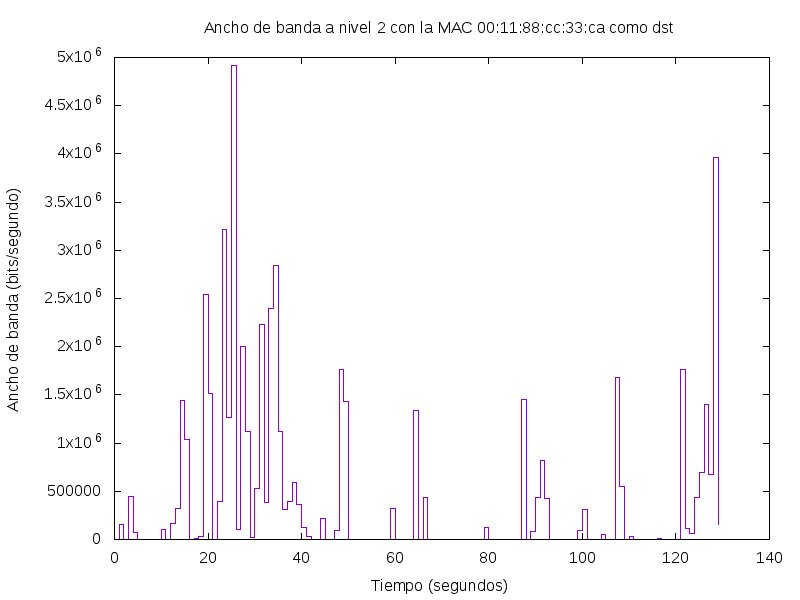 Ancho de banda a nivel 2 con la MAC 00:11:88:cc:33:ca como dst
5x10^6
4.5x10^6
4x10^6
3.5x10^6
3x10^6
2.5x10^6
2x10^6
1.5x10^6
1x10^6
500000
0
Ancho de banda (bits/segundo)
0 20 40 60 80 100 120 140
Tiempo (segundos)